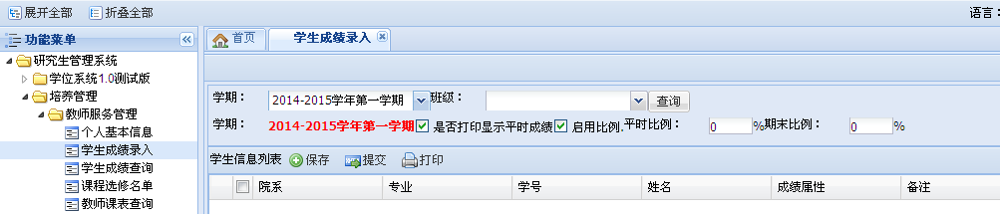 展开全部 折叠全部 语言：
功能菜单 首页 学生成绩录入
研究生管理系统
学位系统1.0测试版
培养管理
教师服务管理
个人基本信息
学生成绩录入
学生成绩查询
课程选修名单
教师课表查询
学期： 2014-2015学年第一学期 班级： 查询
学期： 2014-2015学年第一学期 是否打印显示平时成绩 启用比例. 平时比例： 0 % 期末比例： 0 %
学生信息列表 保存 提交 打印
院系 专业 学号 姓名 成绩属性 备注